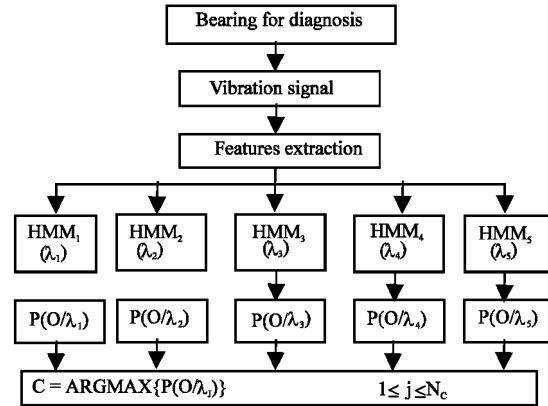 Bearing for diagnosis
Vibration signal
Features extraction
HMM₁ HMM₂ HMM₃ HMM₄ HMM₅
(λ₁) (λ₂) (λ₃) (λ₄) (λ₅)
P(O/λ₁) P(O/λ₂) P(O/λ₃) P(O/λ₄) P(O/λ₅)
C = ARGMAX{P(O/λⱼ)} 1≤ j ≤N_C